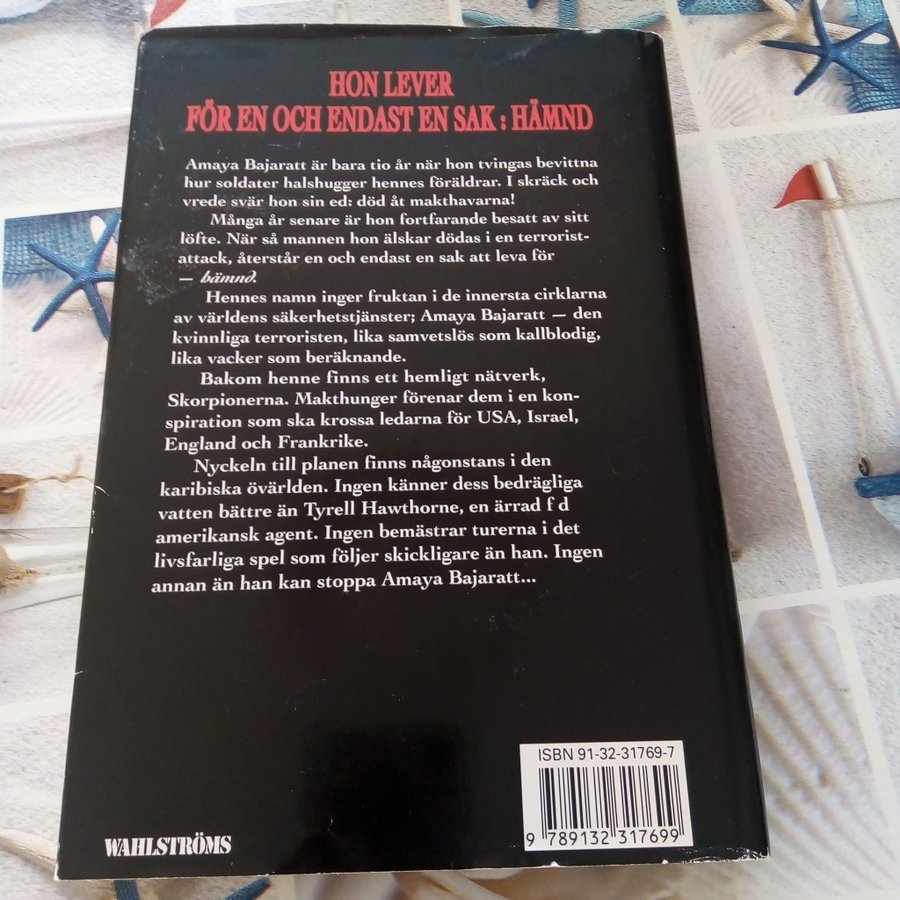 HON LEVER
FÖR EN OCH ENDAST EN SAK : HÄMND
Amaya Bajaratt är bara tio år när hon tvingas bevittna
hur soldater halshugger hennes föräldrar. I skräck och
vrede svär hon sin ed: död åt makthavarna!
Många år senare är hon fortfarande besatt av sitt
löfte. När så mannen hon älskar dödas i en terrorist-
attack, återstår en och endast en sak att leva för
— hämnd.
Hennes namn inger fruktan i de innersta cirklarna
av världens säkerhetstjänster; Amaya Bajaratt — den
kvinnliga terroristen, lika samvetslös som kallblodig,
lika vacker som beräknande.
Bakom henne finns ett hemligt nätverk,
Skorpionerna. Makthunger förenar dem i en kon-
spiration som ska krossa ledarna för USA, Israel,
England och Frankrike.
Nyckeln till planen finns någonstans i den
karibiska övärlden. Ingen känner dess bedrägliga
vatten bättre än Tyrell Hawthorne, en ärrad f d
amerikansk agent. Ingen bemästrar turerna i det
livsfarliga spel som följer skickligare än han. Ingen
annan än han kan stoppa Amaya Bajaratt...
ISBN 91-32-31769-7
9 789132 317699
WAHLSTRÖMS